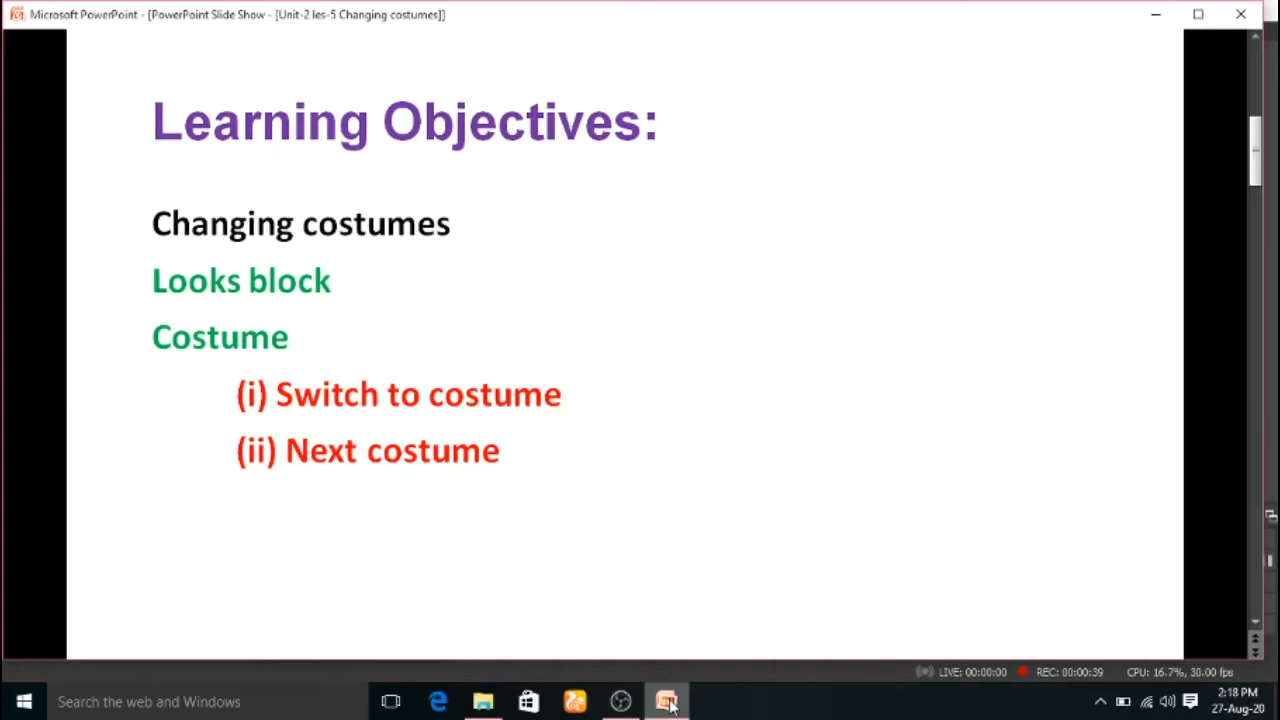 Microsoft PowerPoint - [PowerPoint Slide Show - [Unit-2 les-5 Changing costumes]]
Learning Objectives:
Changing costumes
Looks block
Costume
(i) Switch to costume
(ii) Next costume
LIVE: 00:00:00 REC: 00:00:39 CPU: 16.7%, 30.00 fps
Search the web and Windows
2:18 PM
27-Aug-20